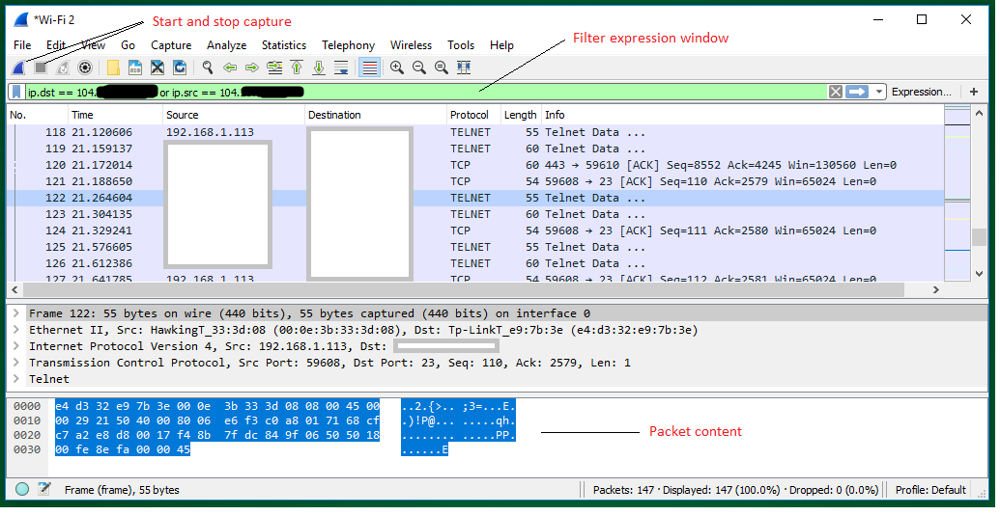 *Wi-Fi 2
Start and stop capture
File Edit View Go Capture Analyze Statistics Telephony Wireless Tools Help
Filter expression window
ip.dst == 104. or ip.src == 104.
Expression...
No. Time Source Destination Protocol Length Info
118 21.120606 192.168.1.113 TELNET 55 Telnet Data ...
119 21.159137 TELNET 60 Telnet Data ...
120 21.172014 TCP 60 443 → 59610 [ACK] Seq=8552 Ack=4245 Win=130560 Len=0
121 21.188650 TCP 54 59608 → 23 [ACK] Seq=110 Ack=2579 Win=65024 Len=0
122 21.264604 TELNET 55 Telnet Data ...
123 21.304135 TELNET 60 Telnet Data ...
124 21.329241 TCP 54 59608 → 23 [ACK] Seq=111 Ack=2580 Win=65024 Len=0
125 21.576605 TELNET 55 Telnet Data ...
126 21.612386 TELNET 60 Telnet Data ...
127 21.641785 192.168.1.113 TCP 54 59608 → 23 [ACK] Seq=112 Ack=2581 Win=65024 Len=0
Frame 122: 55 bytes on wire (440 bits), 55 bytes captured (440 bits) on interface 0
Ethernet II, Src: HawkingT_33:3d:08 (00:0e:3b:33:3d:08), Dst: Tp-LinkT_e9:7b:3e (e4:d3:32:e9:7b:3e)
Internet Protocol Version 4, Src: 192.168.1.113, Dst:
Transmission Control Protocol, Src Port: 59608, Dst Port: 23, Seq: 110, Ack: 2579, Len: 1
Telnet
0000 e4 d3 32 e9 7b 3e 00 0e 3b 33 3d 08 08 00 45 00 ..2.{>.. ;3=...E.
0010 00 29 21 50 40 00 80 06 e6 f3 c0 a8 01 71 68 cf .)!P@... .....qh.
0020 c7 a2 e8 d8 00 17 f4 8b 7f dc 84 9f 06 50 50 18 ........ .....PP.
0030 00 fe 8e fa 00 00 45 ......E
Packet content
Frame (frame), 55 bytes
Packets: 147 · Displayed: 147 (100.0%) · Dropped: 0 (0.0%)
Profile: Default